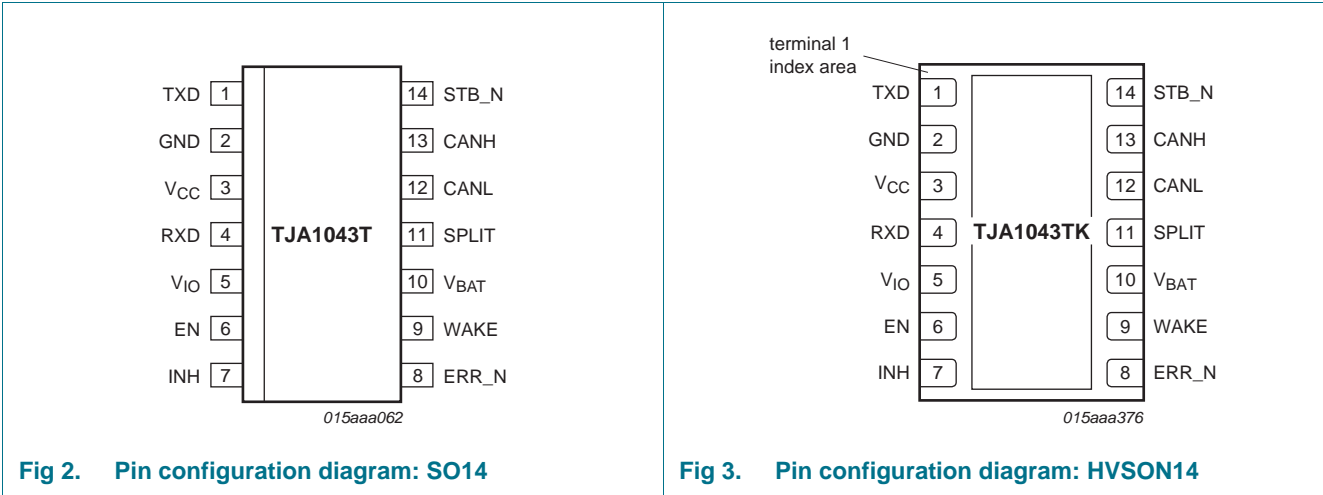 TXD 1 14 STB_N
GND 2 13 CANH
VCC 3 12 CANL
RXD 4 TJA1043T 11 SPLIT
VIO 5 10 VBAT
EN 6 9 WAKE
INH 7 8 ERR_N
015aaa062
Fig 2. Pin configuration diagram: SO14
terminal 1
index area
TXD 1 14 STB_N
GND 2 13 CANH
VCC 3 12 CANL
RXD 4 TJA1043TK 11 SPLIT
VIO 5 10 VBAT
EN 6 9 WAKE
INH 7 8 ERR_N
015aaa376
Fig 3. Pin configuration diagram: HVSON14